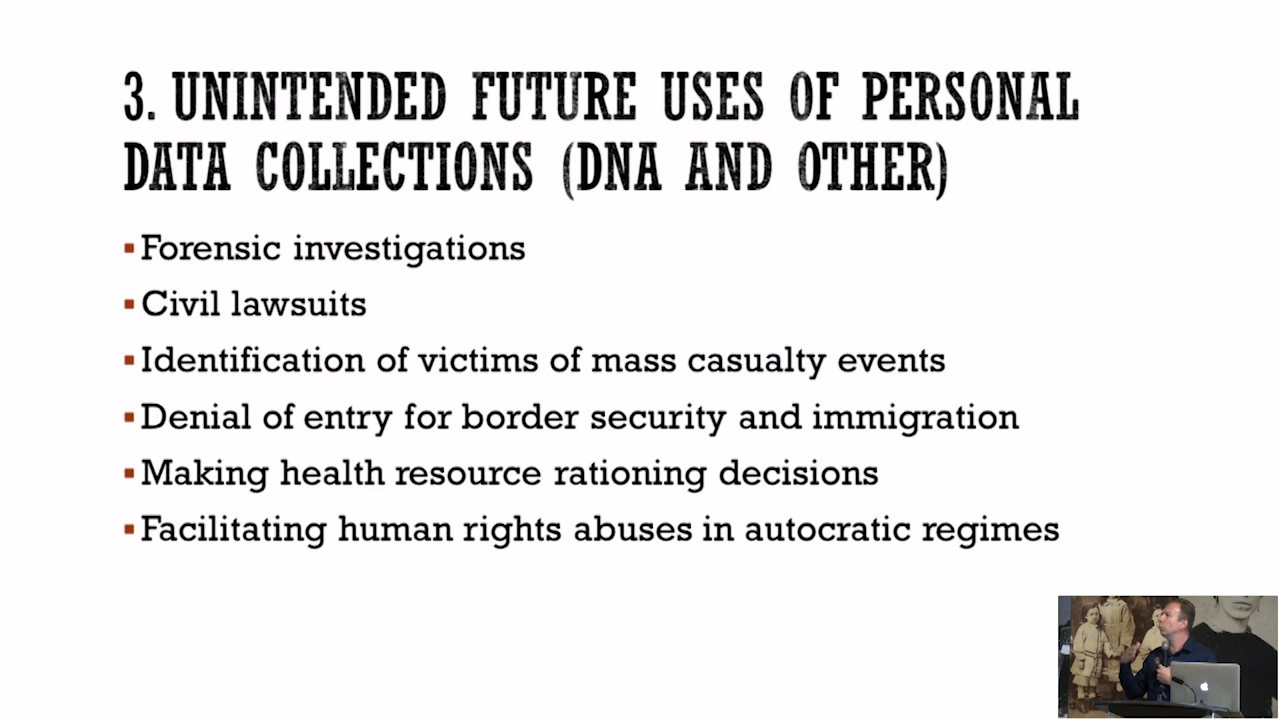 3. UNINTENDED FUTURE USES OF PERSONAL
DATA COLLECTIONS (DNA AND OTHER)
▪Forensic investigations
▪Civil lawsuits
▪Identification of victims of mass casualty events
▪Denial of entry for border security and immigration
▪Making health resource rationing decisions
▪Facilitating human rights abuses in autocratic regimes